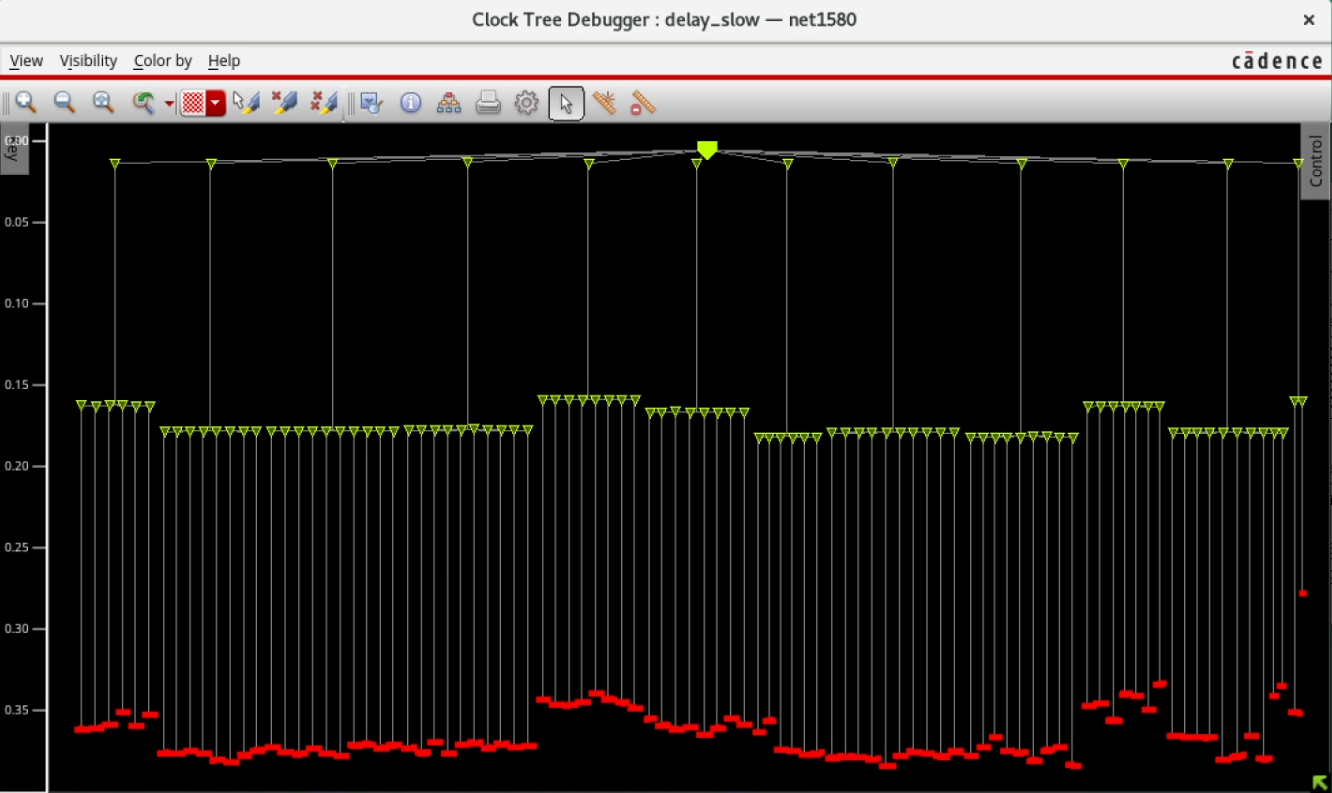 Clock Tree Debugger : delay_slow — net1580
View Visibility Color by Help
cādence
0.00
Key
Control
0.05
0.10
0.15
0.20
0.25
0.30
0.35